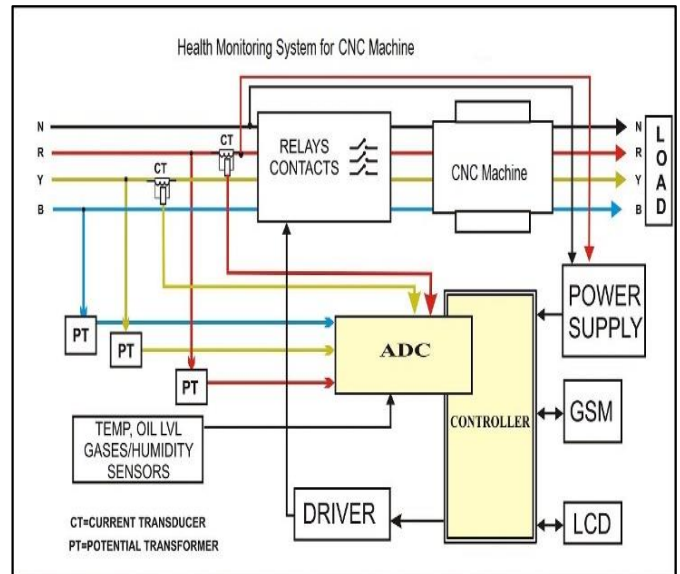 Health Monitoring System for CNC Machine
N
R
Y
B
CT
CT
RELAYS
CONTACTS
CNC Machine
N
R
Y
B
LOAD
PT
PT
PT
ADC
CONTROLLER
POWER
SUPPLY
GSM
LCD
TEMP, OIL LVL
GASES/HUMIDITY
SENSORS
DRIVER
CT=CURRENT TRANSDUCER
PT=POTENTIAL TRANSFORMER